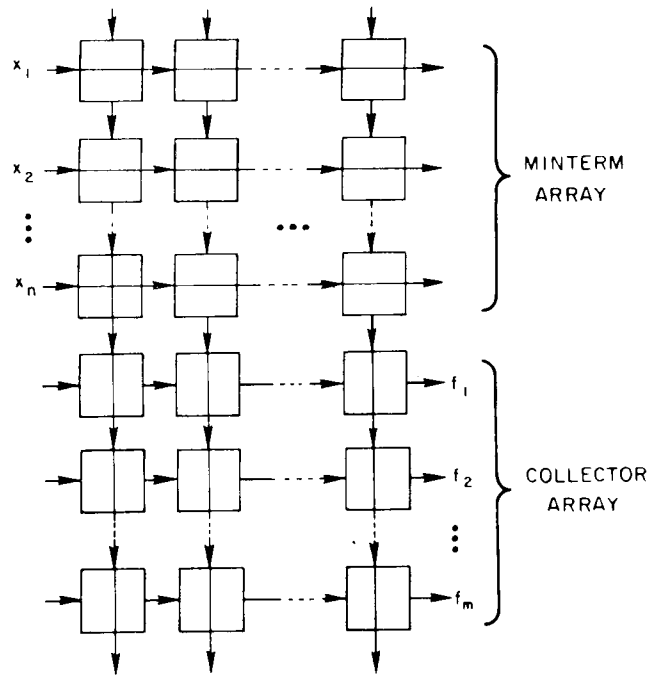 x₁
x₂
xₙ
MINTERM
ARRAY
f₁
f₂
fₘ
COLLECTOR
ARRAY